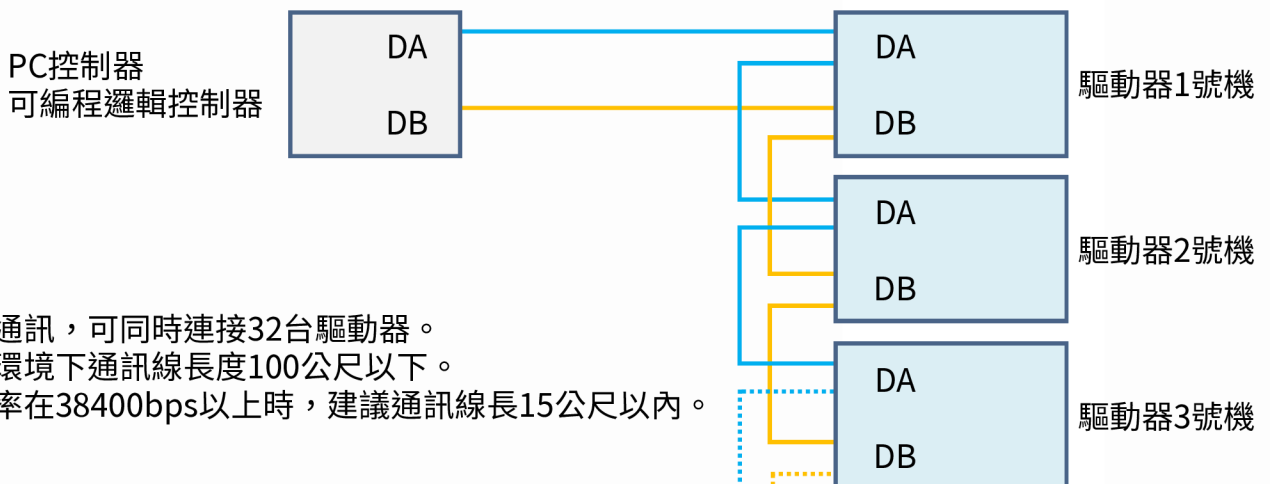 PC控制器
可編程邏輯控制器
DA
DB
DA
DB
驅動器1號機
DA
DB
驅動器2號機
通訊，可同時連接32台驅動器。
環境下通訊線長度100公尺以下。
率在38400bps以上時，建議通訊線長15公尺以內。
DA
DB
驅動器3號機